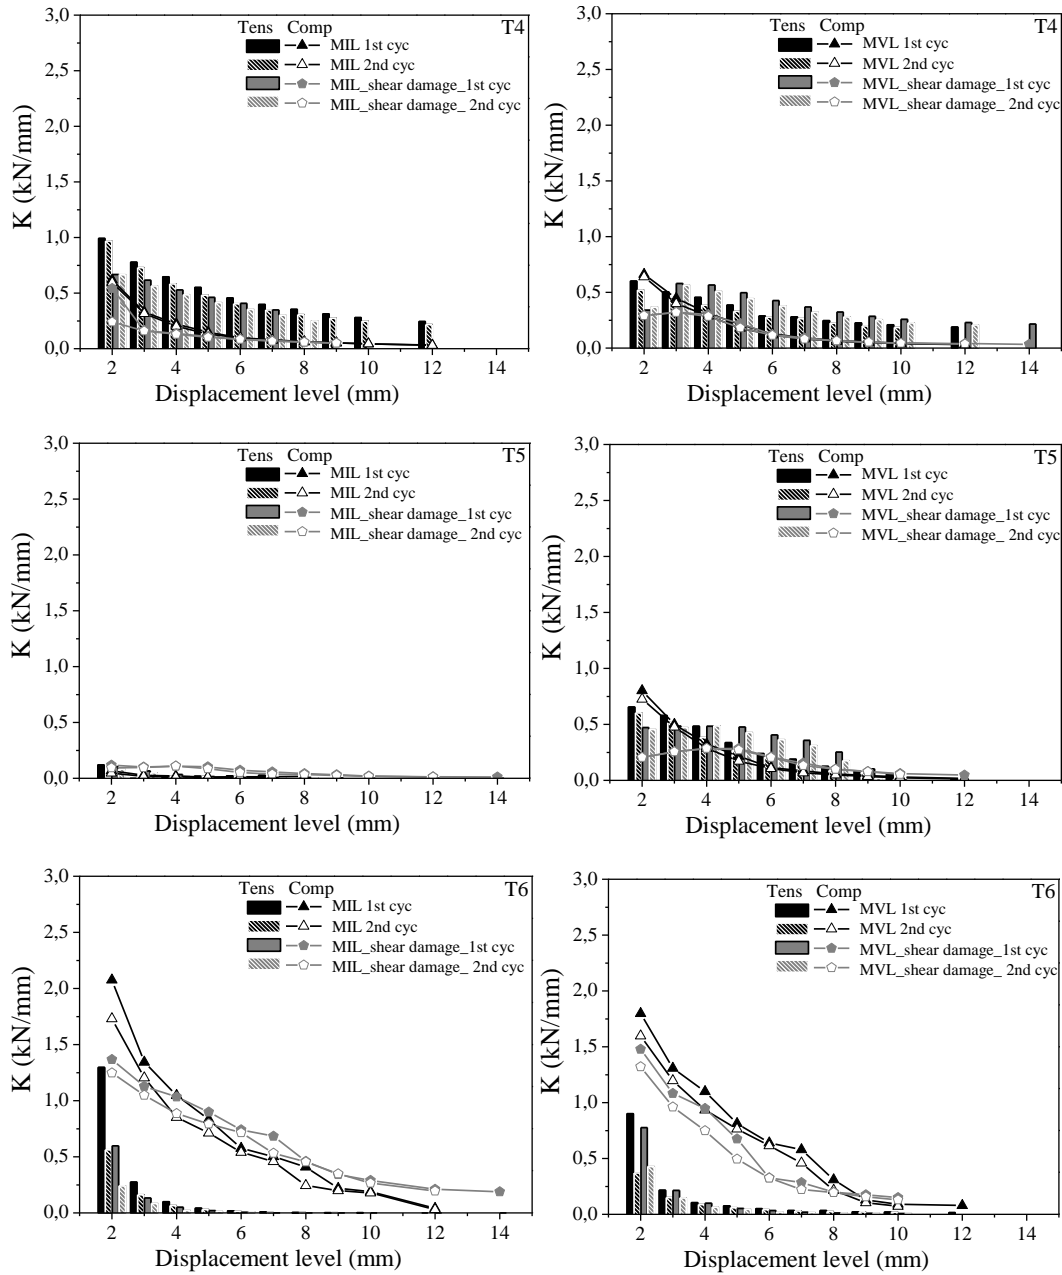 T4
Tens Comp
MIL 1st cyc
MIL 2nd cyc
MIL_shear damage_1st cyc
MIL_shear damage_ 2nd cyc
3,0
2,5
2,0
1,5
1,0
0,5
0,0
K (kN/mm)
2 4 6 8 10 12 14
Displacement level (mm)
T4
Tens Comp
MVL 1st cyc
MVL 2nd cyc
MVL_shear damage_1st cyc
MVL_shear damage_ 2nd cyc
3,0
2,5
2,0
1,5
1,0
0,5
0,0
K (kN/mm)
2 4 6 8 10 12 14
Displacement level (mm)
T5
Tens Comp
MIL 1st cyc
MIL 2nd cyc
MIL_shear damage_1st cyc
MIL_shear damage_ 2nd cyc
3,0
2,5
2,0
1,5
1,0
0,5
0,0
K (kN/mm)
2 4 6 8 10 12 14
Displacement level (mm)
T5
Tens Comp
MVL 1st cyc
MVL 2nd cyc
MVL_shear damage_1st cyc
MVL_shear damage_ 2nd cyc
3,0
2,5
2,0
1,5
1,0
0,5
0,0
K (kN/mm)
2 4 6 8 10 12 14
Displacement level (mm)
T6
Tens Comp
MIL 1st cyc
MIL 2nd cyc
MIL_shear damage_1st cyc
MIL_shear damage_ 2nd cyc
3,0
2,5
2,0
1,5
1,0
0,5
0,0
K (kN/mm)
2 4 6 8 10 12 14
Displacement level (mm)
T6
Tens Comp
MVL 1st cyc
MVL 2nd cyc
MVL_shear damage_1st cyc
MVL_shear damage_ 2nd cyc
3,0
2,5
2,0
1,5
1,0
0,5
0,0
K (kN/mm)
2 4 6 8 10 12 14
Displacement level (mm)